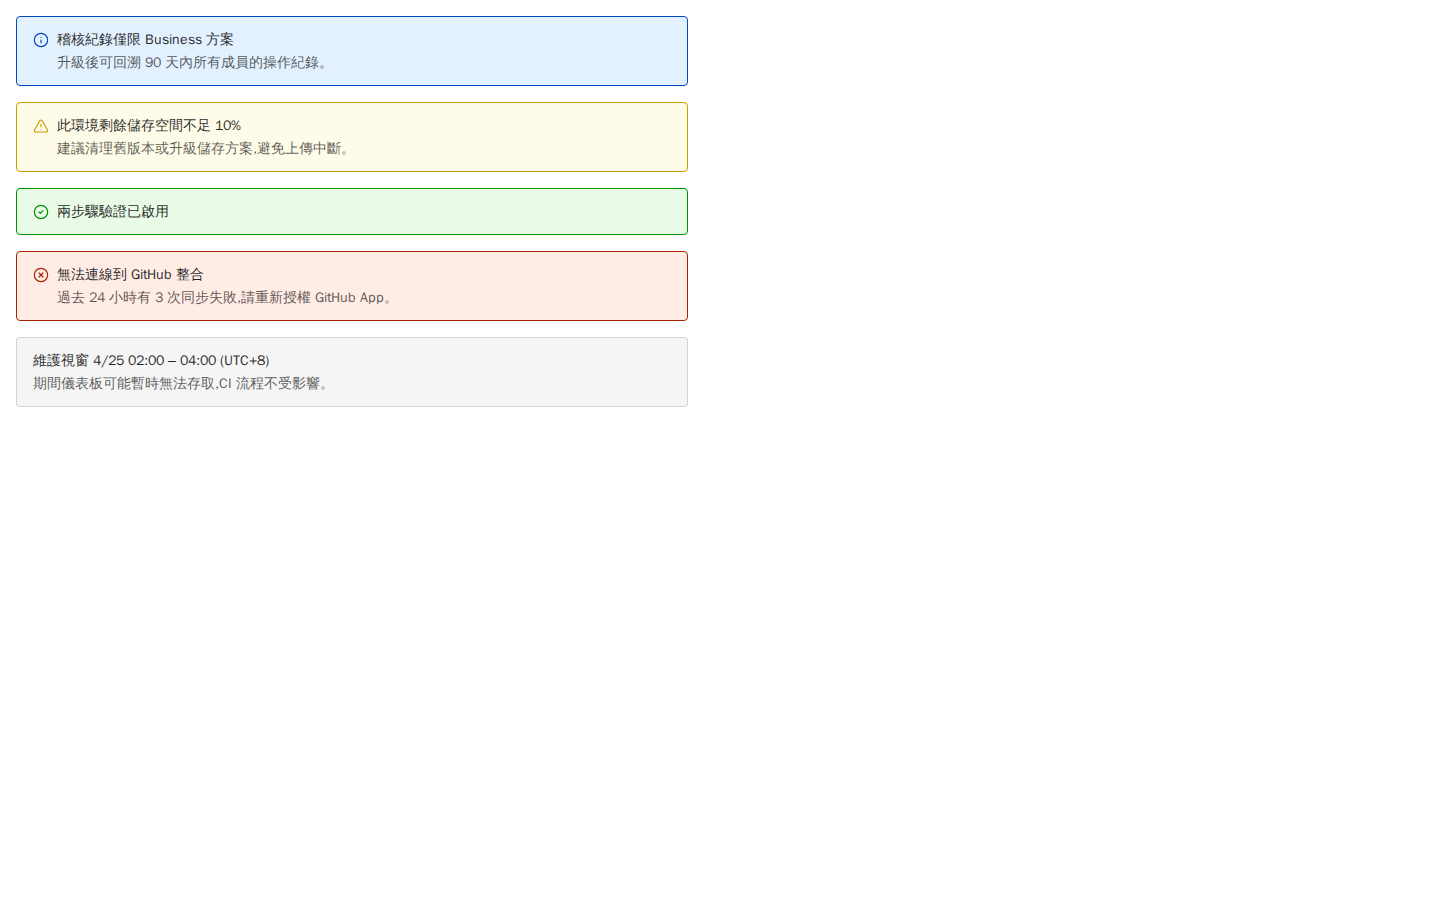 稽核紀錄僅限 Business 方案
升級後可回溯 90 天內所有成員的操作紀錄。
此環境剩餘儲存空間不足 10%
建議清理舊版本或升級儲存方案,避免上傳中斷。
兩步驟驗證已啟用
無法連線到 GitHub 整合
過去 24 小時有 3 次同步失敗,請重新授權 GitHub App。
維護視窗 4/25 02:00 – 04:00 (UTC+8)
期間儀表板可能暫時無法存取,CI 流程不受影響。